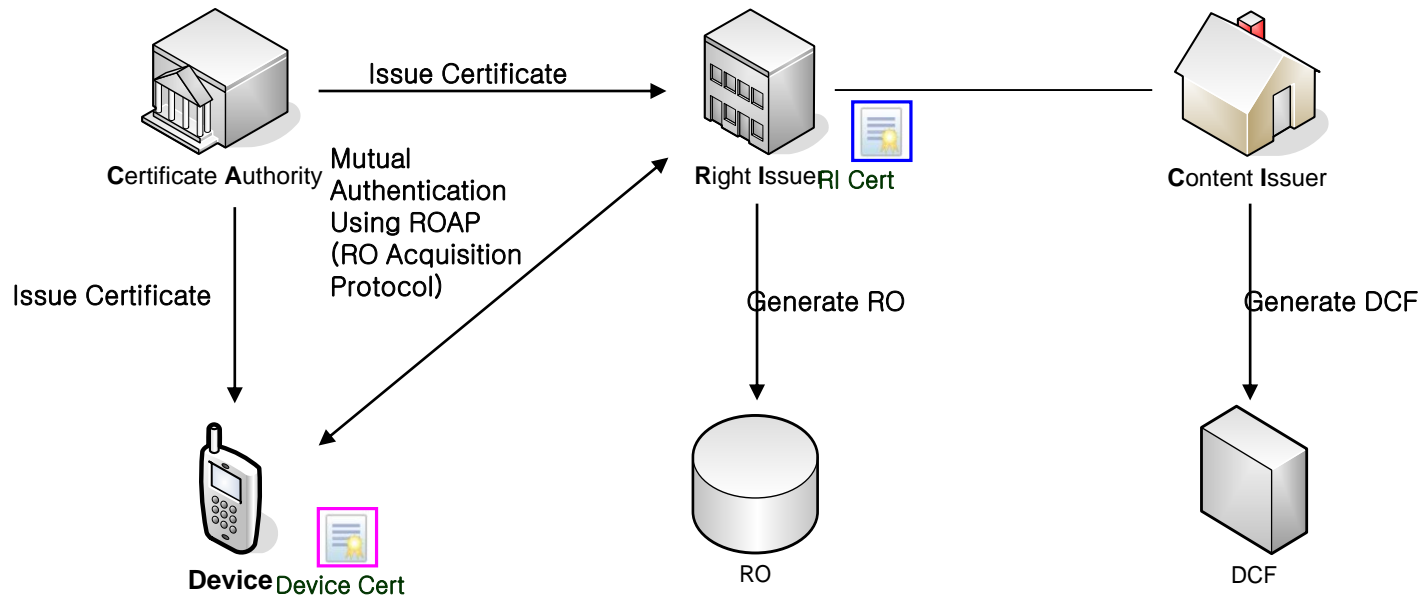 Issue Certificate
Certificate Authority
Mutual
Authentication
Using ROAP
(RO Acquisition
Protocol)
Right Issuer
RI Cert
Content Issuer
Issue Certificate
Generate RO
Generate DCF
Device
Device Cert
RO
DCF